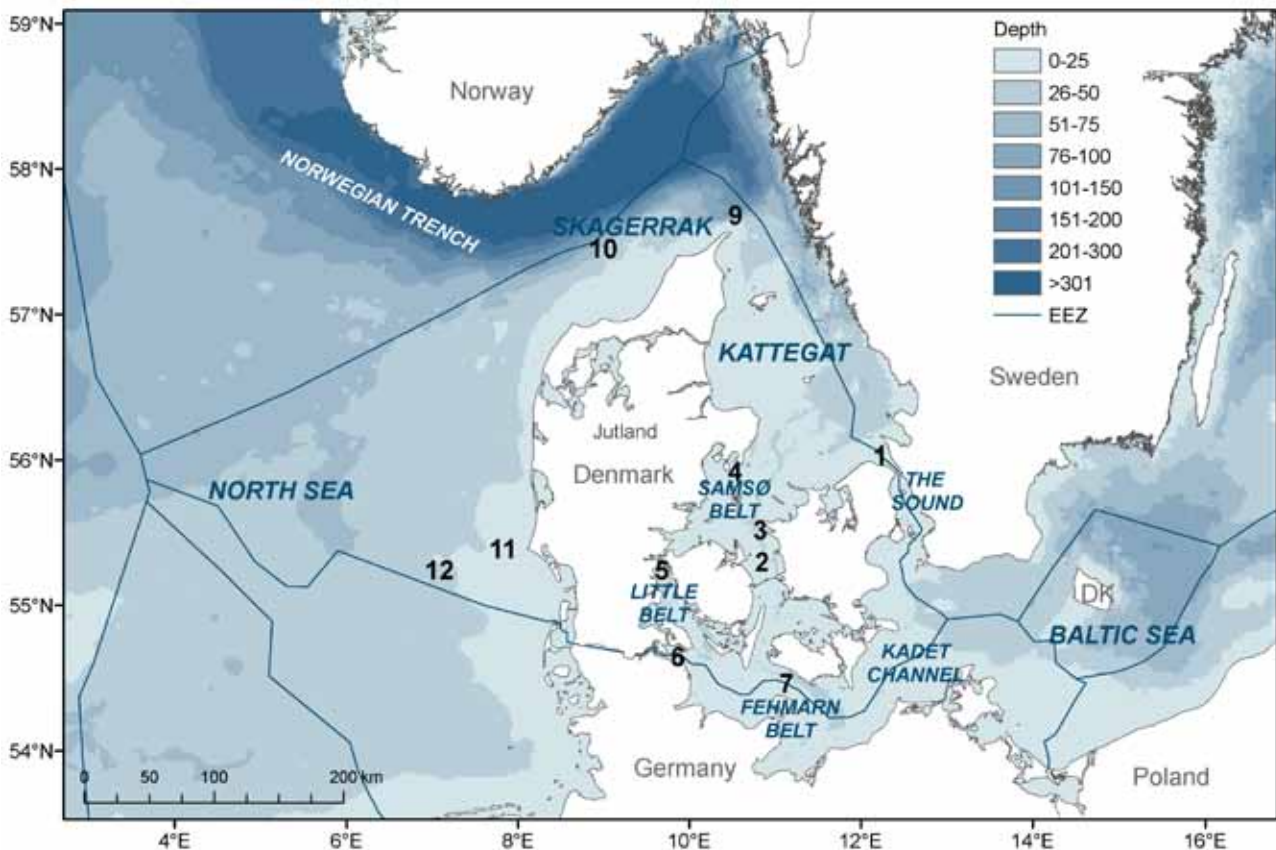 59°N
58°N
57°N
56°N
55°N
54°N
Norway
NORWEGIAN TRENCH
SKAGERRAK
9
10
KATTEGAT
Sweden
Jutland
Denmark
1
4
SAMSØ
BELT
THE
SOUND
NORTH SEA
3
11
2
12
5
LITTLE
BELT
DK
BALTIC SEA
6
KADET
CHANNEL
7
FEHMARN
BELT
Germany
Poland
Depth
0-25
26-50
51-75
76-100
101-150
151-200
201-300
>301
EEZ
0 50 100 200 km
4°E 6°E 8°E 10°E 12°E 14°E 16°E